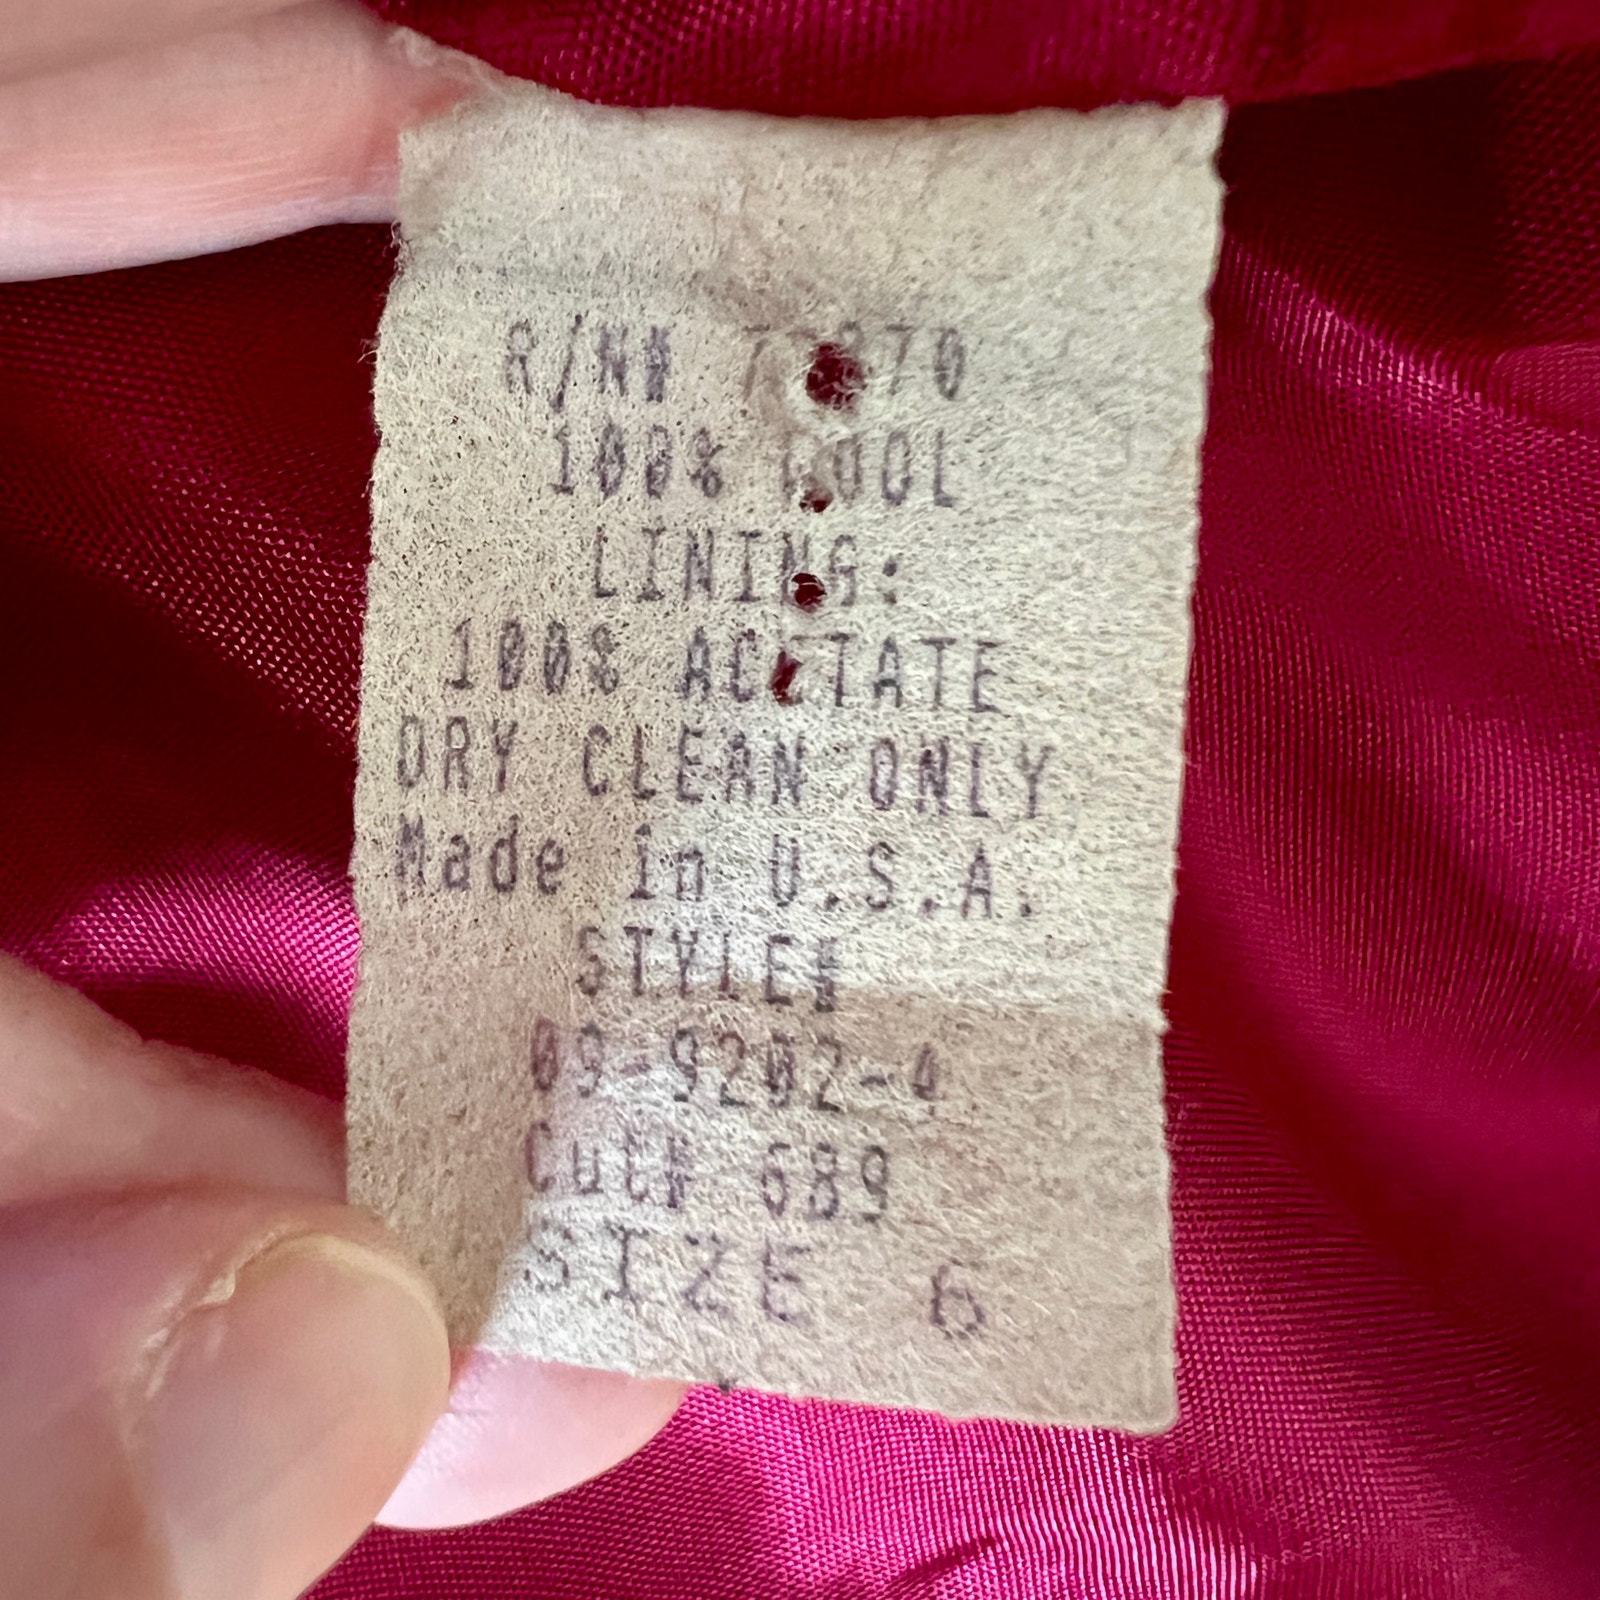 R/N#
100% WOOL
LINING:
100% ACETATE
DRY CLEAN ONLY
Made in U.S.A.
STYLE#
09-9202-4
Cut# 689
SIZE 6